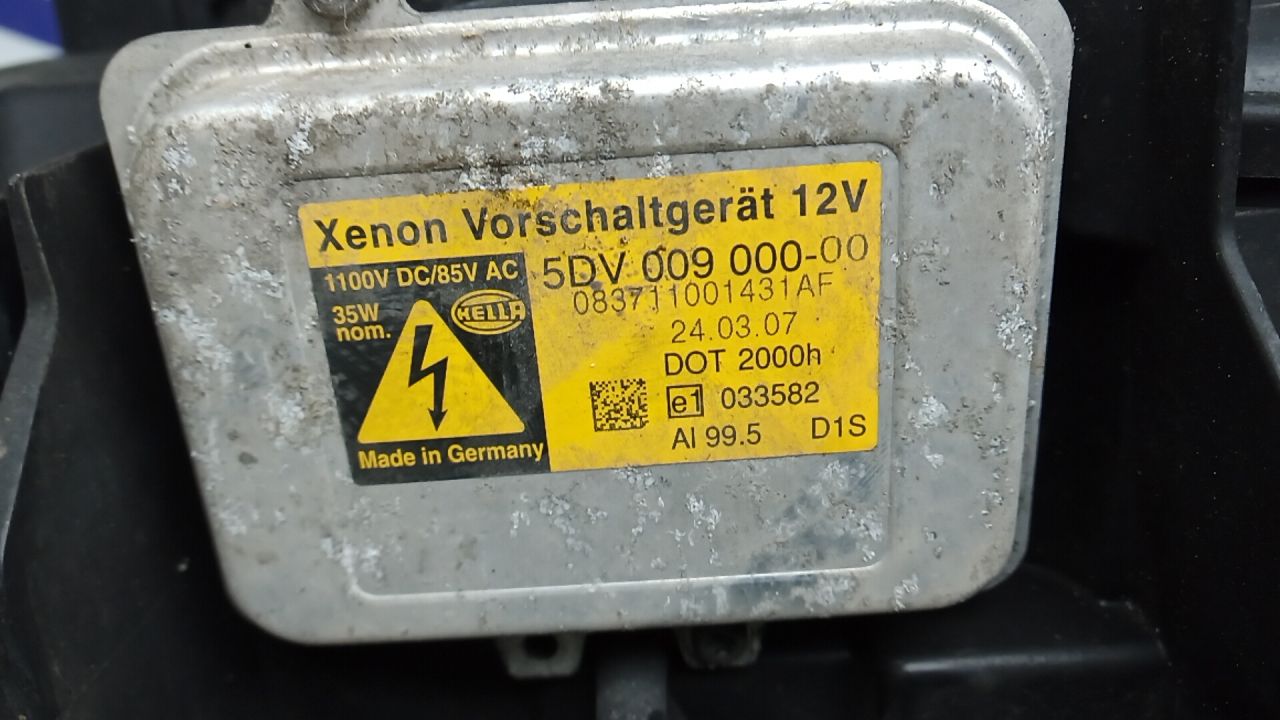 Xenon Vorschaltgerät 12V
1100V DC/85V AC
35W
nom.
HELLA
Made in Germany
5DV 009 000-00
083711001431AF
24.03.07
DOT 2000h
e1 033582
Al 99.5 D1S